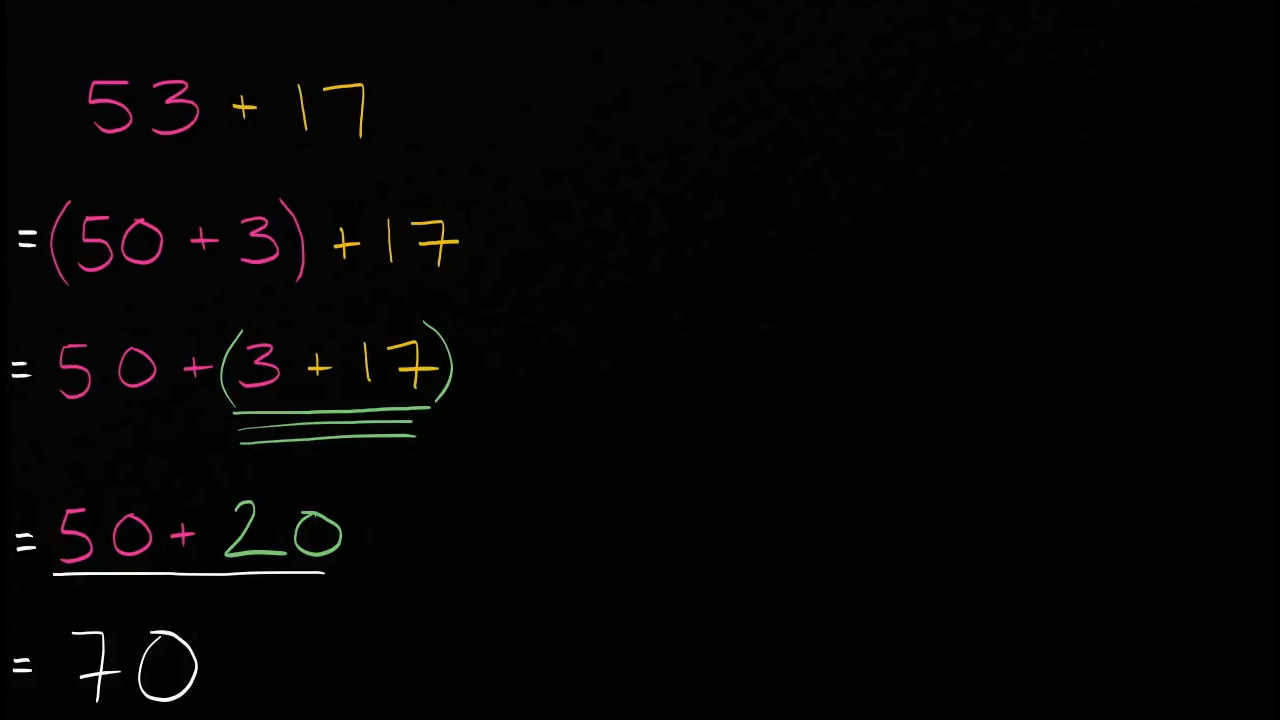 53 + 17
= (50 + 3) + 17
= 50 + (3 + 17)
= 50 + 20
= 70